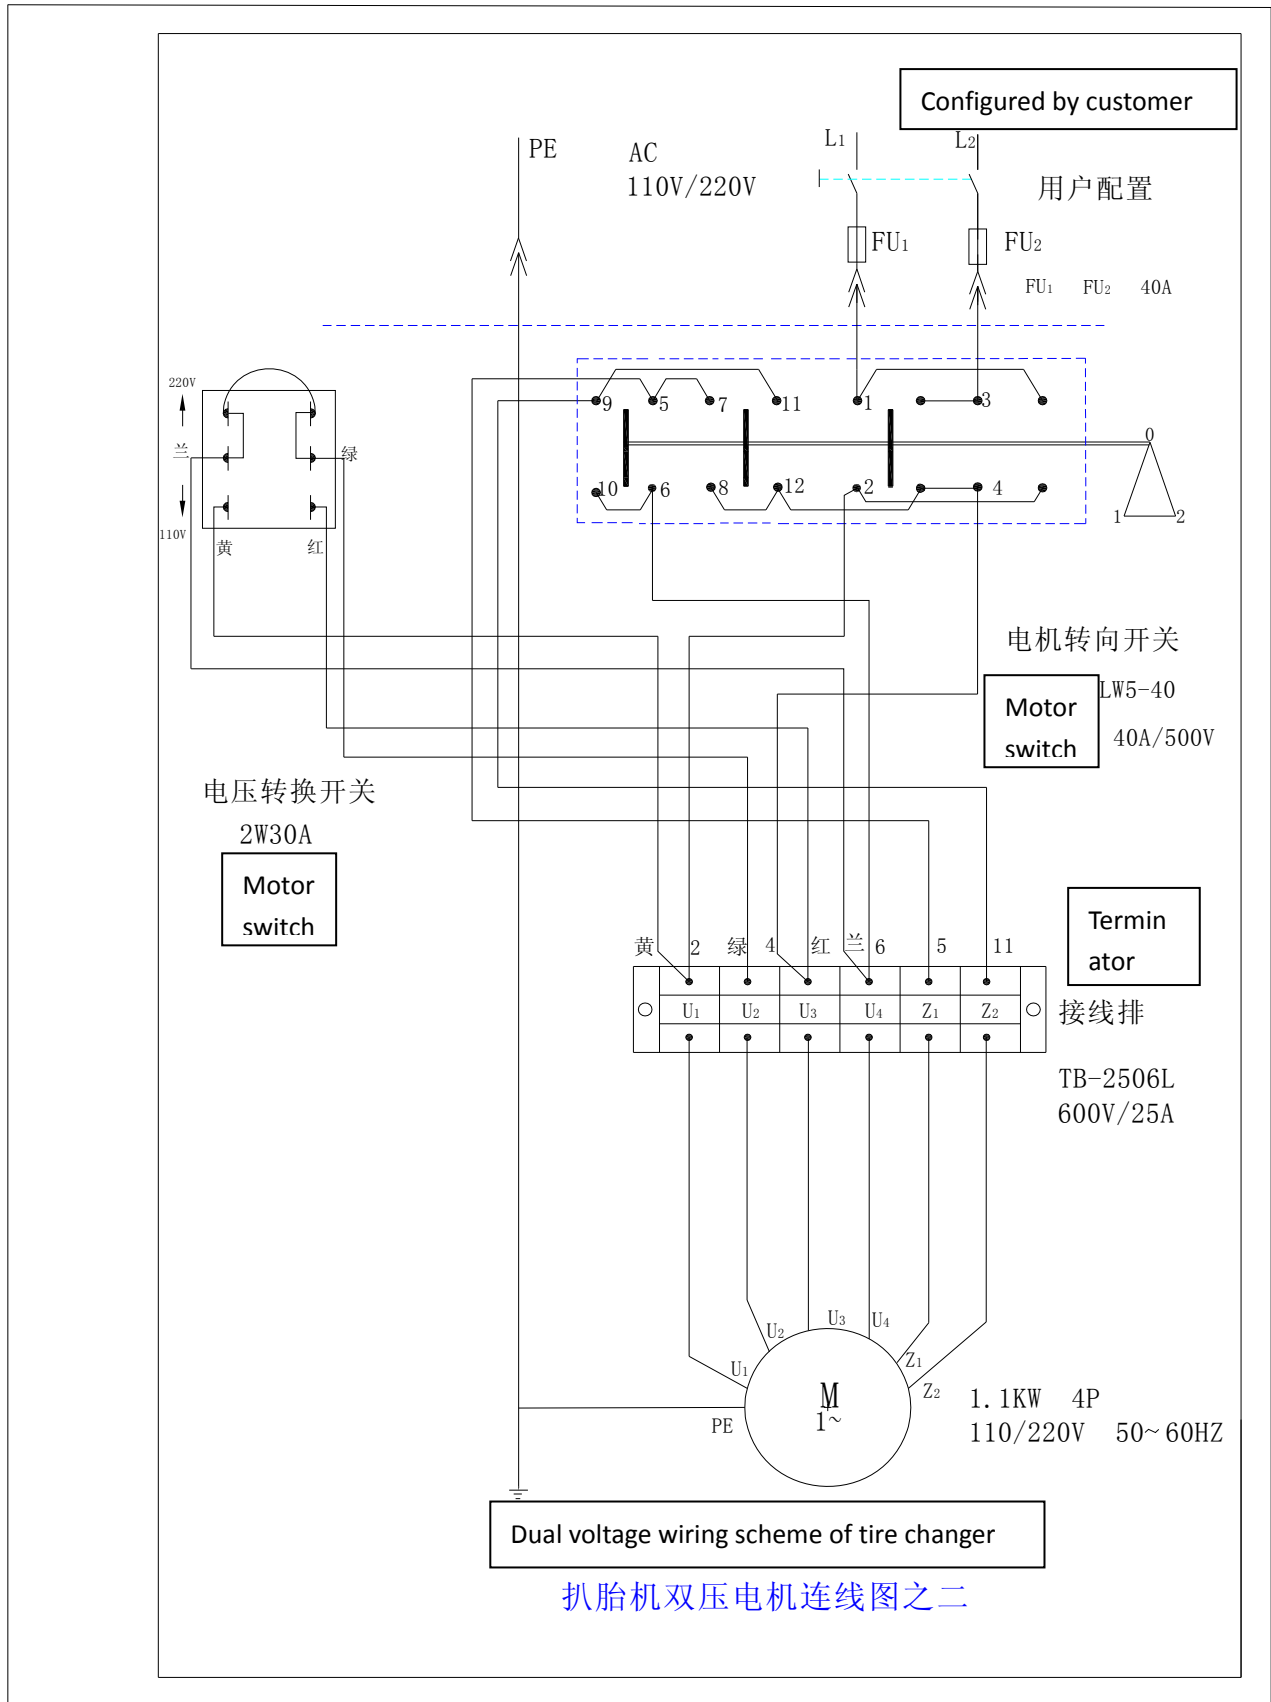 Configured by customer
PE
AC
110V/220V
L1
L2
用户配置
FU1
FU2
FU1 FU2 40A
220V
兰
绿
110V
黄
红
9 5 7 11 1 3
10 6 8 12 2 4
0
1 2
电机转向开关
LW5-40
Motor
switch
40A/500V
电压转换开关
2W30A
Motor
switch
Termin
ator
黄 2 绿 4 红 兰 6 5 11
U1 U2 U3 U4 Z1 Z2
接线排
TB-2506L
600V/25A
U1
U2
U3
U4
Z1
Z2
PE
M
1~
1.1KW 4P
110/220V 50~60HZ
Dual voltage wiring scheme of tire changer
扒胎机双压电机连线图之二